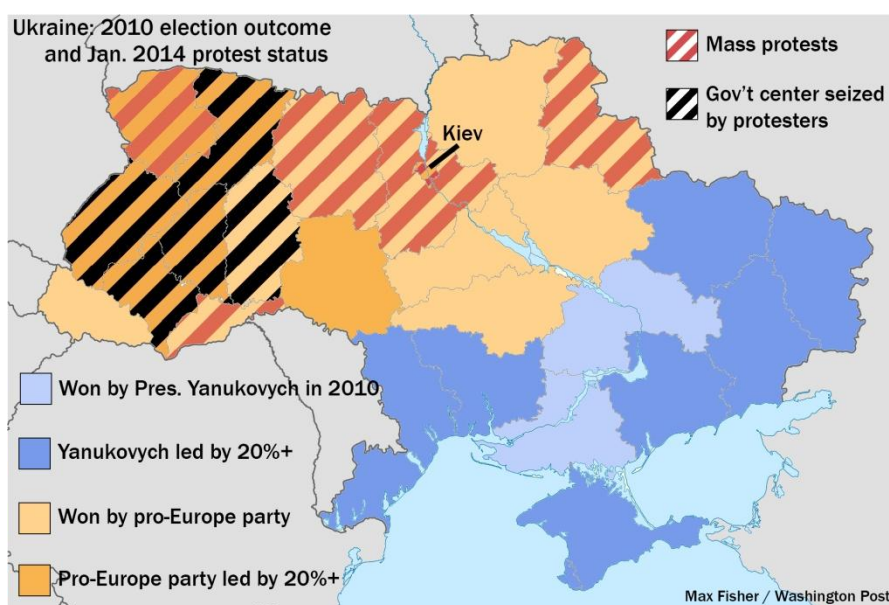 Ukraine: 2010 election outcome
and Jan. 2014 protest status
Mass protests
Gov't center seized
by protesters
Kiev
Won by Pres. Yanukovych in 2010
Yanukovych led by 20%+
Won by pro-Europe party
Pro-Europe party led by 20%+
Max Fisher / Washington Post